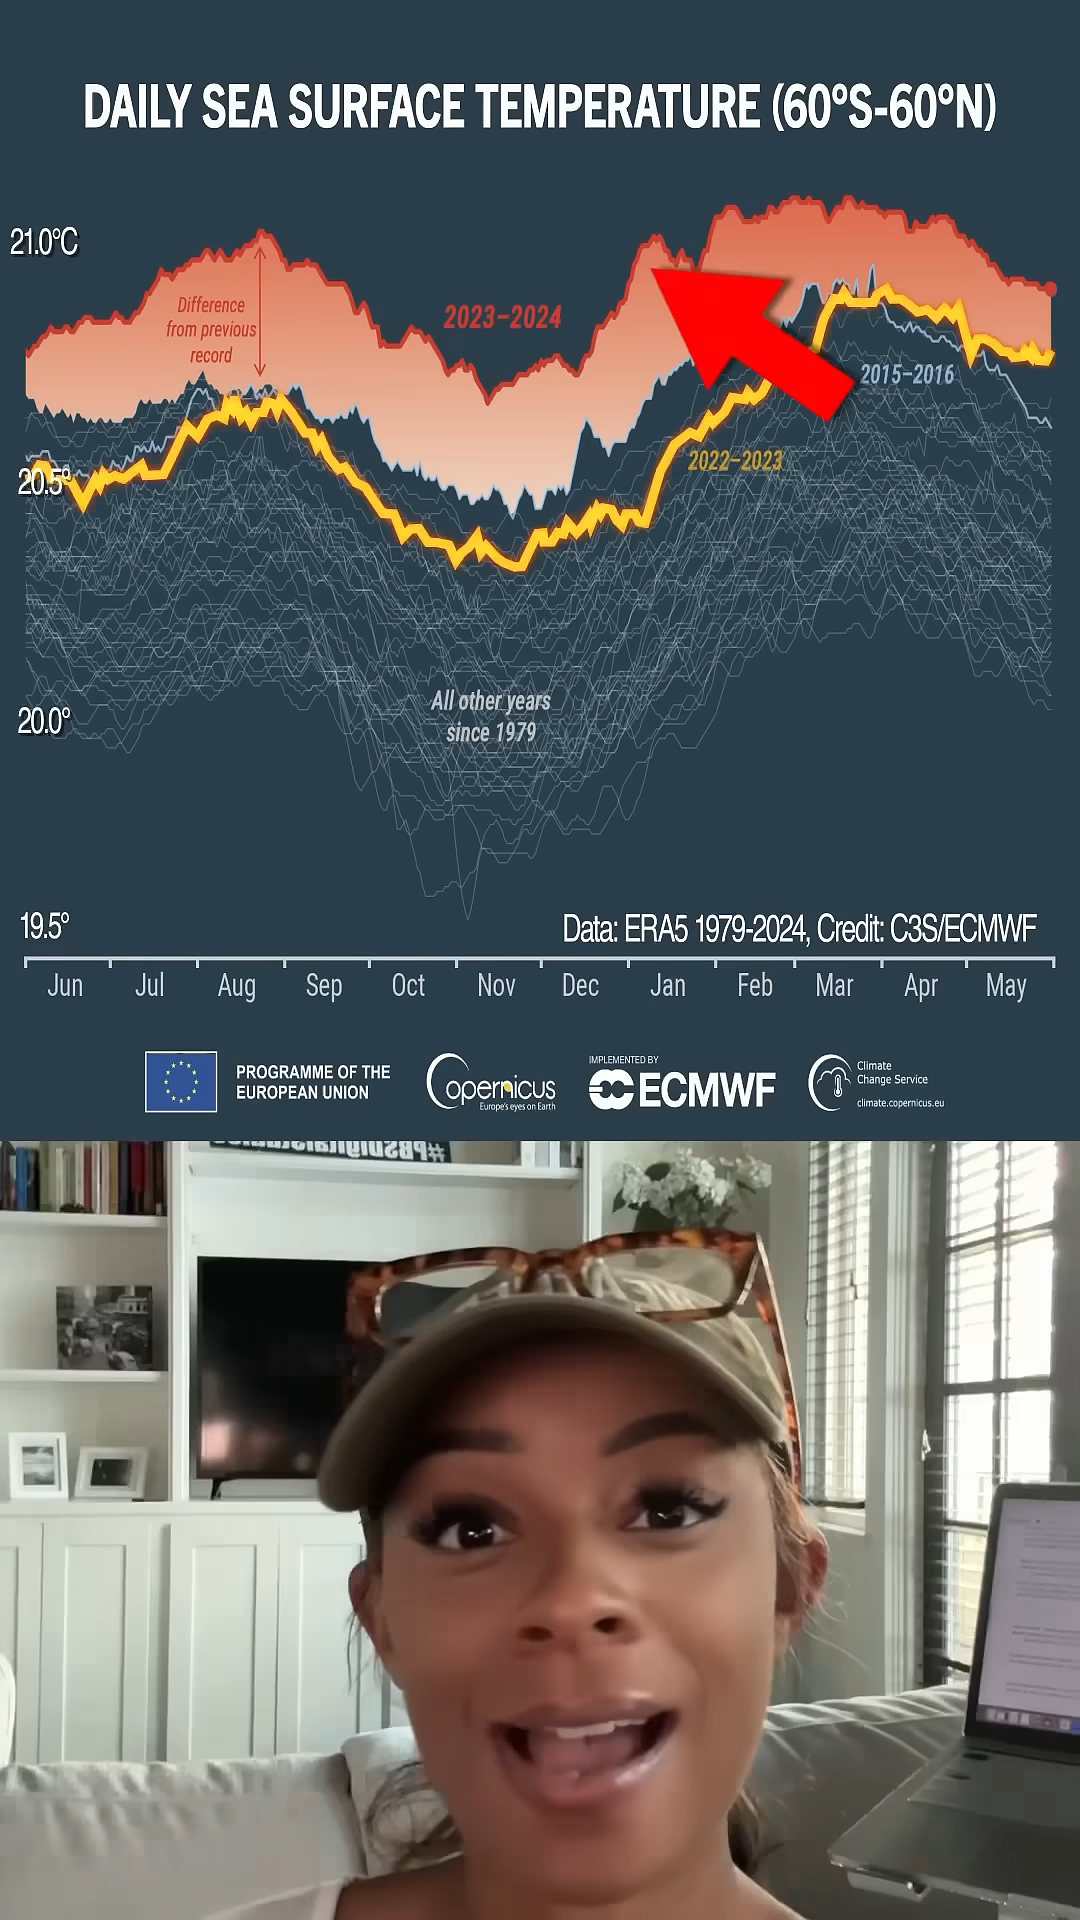 DAILY SEA SURFACE TEMPERATURE (60°S-60°N)
21.0°C
Difference
from previous
record
2023–2024
2015–2016
2022–2023
20.5°
All other years
since 1979
20.0°
19.5°
Data: ERA5 1979-2024, Credit: C3S/ECMWF
Jun Jul Aug Sep Oct Nov Dec Jan Feb Mar Apr May
PROGRAMME OF THE
EUROPEAN UNION
Copernicus
Europe's eyes on Earth
IMPLEMENTED BY
ECMWF
Climate
Change Service
climate.copernicus.eu
#PBSDigitalStudios